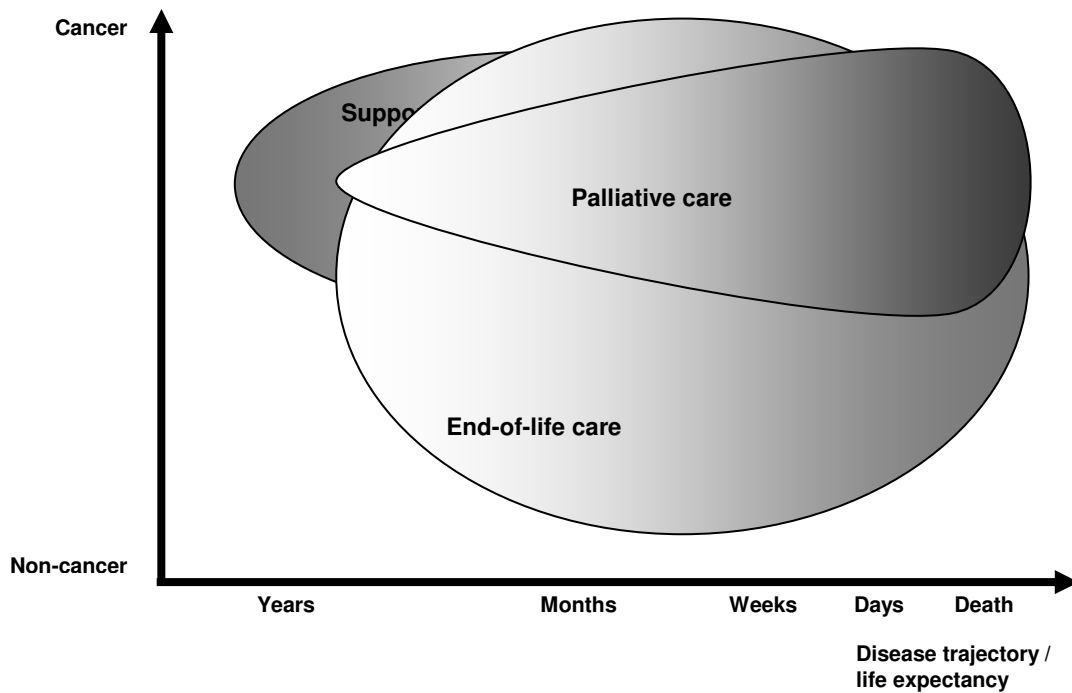 Cancer
Suppo
Palliative care
End-of-life care
Non-cancer
Years Months Weeks Days Death
Disease trajectory /
life expectancy